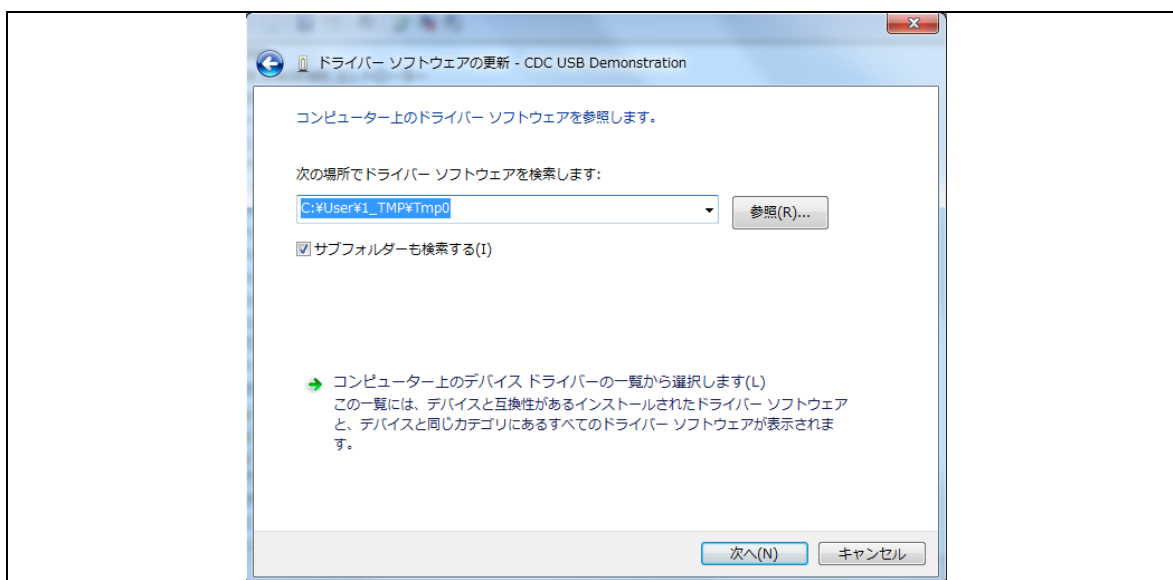 ドライバー ソフトウェアの更新 - CDC USB Demonstration
コンピューター上のドライバー ソフトウェアを参照します。
次の場所でドライバー ソフトウェアを検索します:
C:¥User¥1_TMP¥Tmp0
参照(R)...
サブフォルダーも検索する(I)
コンピューター上のデバイス ドライバーの一覧から選択します(L)
この一覧には、デバイスと互換性があるインストールされたドライバー ソフトウェア
と、デバイスと同じカテゴリにあるすべてのドライバー ソフトウェアが表示されま
す。
次へ(N)
キャンセル